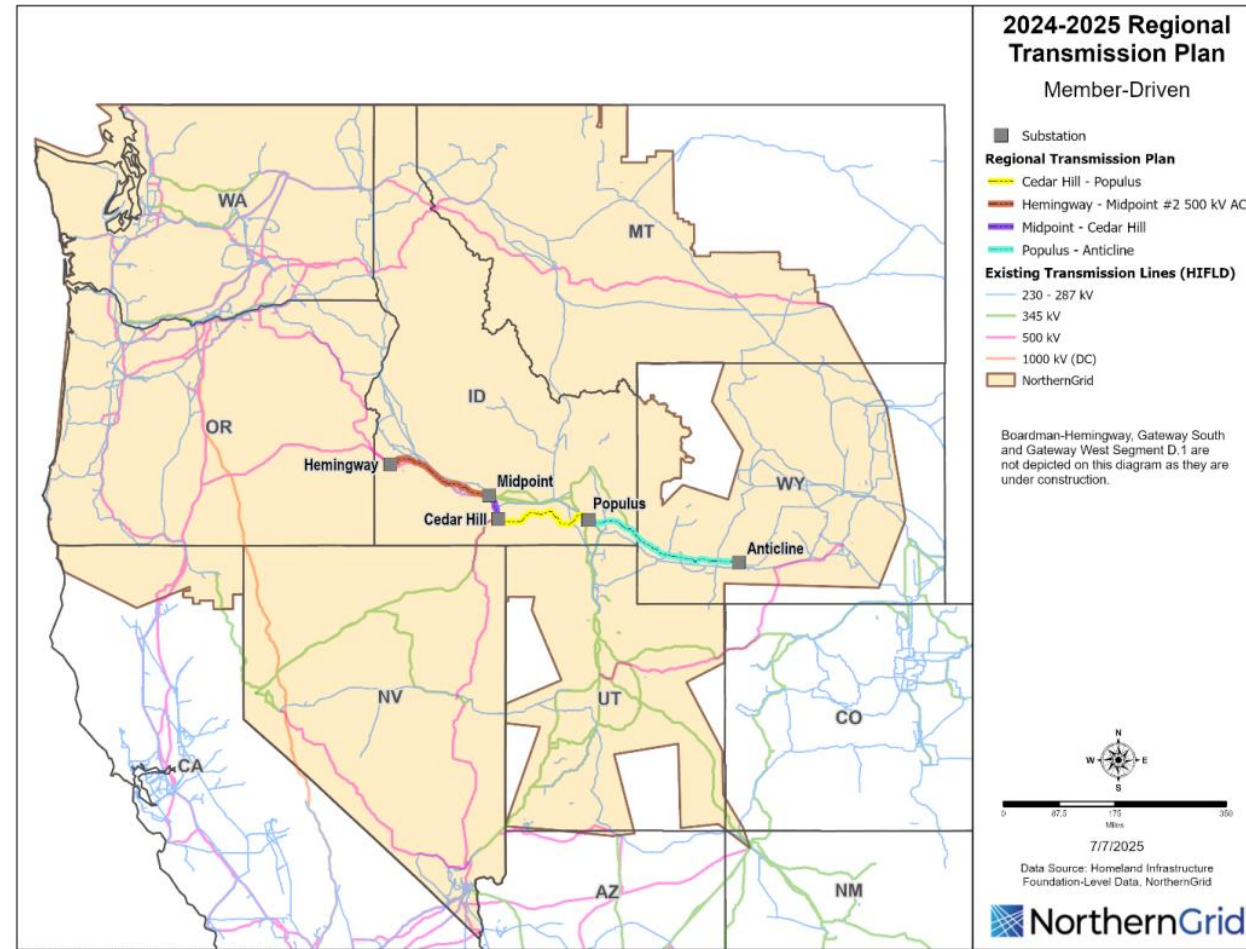 2024-2025 Regional
Transmission Plan
Member-Driven
Substation
Regional Transmission Plan
Cedar Hill - Populus
Hemingway - Midpoint #2 500 kV AC
Midpoint - Cedar Hill
Populus - Anticline
Existing Transmission Lines (HIFLD)
230 - 287 kV
345 kV
500 kV
1000 kV (DC)
NorthernGrid
Boardman-Hemingway, Gateway South
and Gateway West Segment D.1 are
not depicted on this diagram as they are
under construction.
WA
MT
ID
OR
Hemingway
Midpoint
WY
Cedar Hill
Populus
Anticline
NV
UT
CO
CA
AZ
NM
N
W E
S
0 87.5 175 350
Miles
7/7/2025
Data Source: Homeland Infrastructure
Foundation-Level Data, NorthernGrid
NorthernGrid